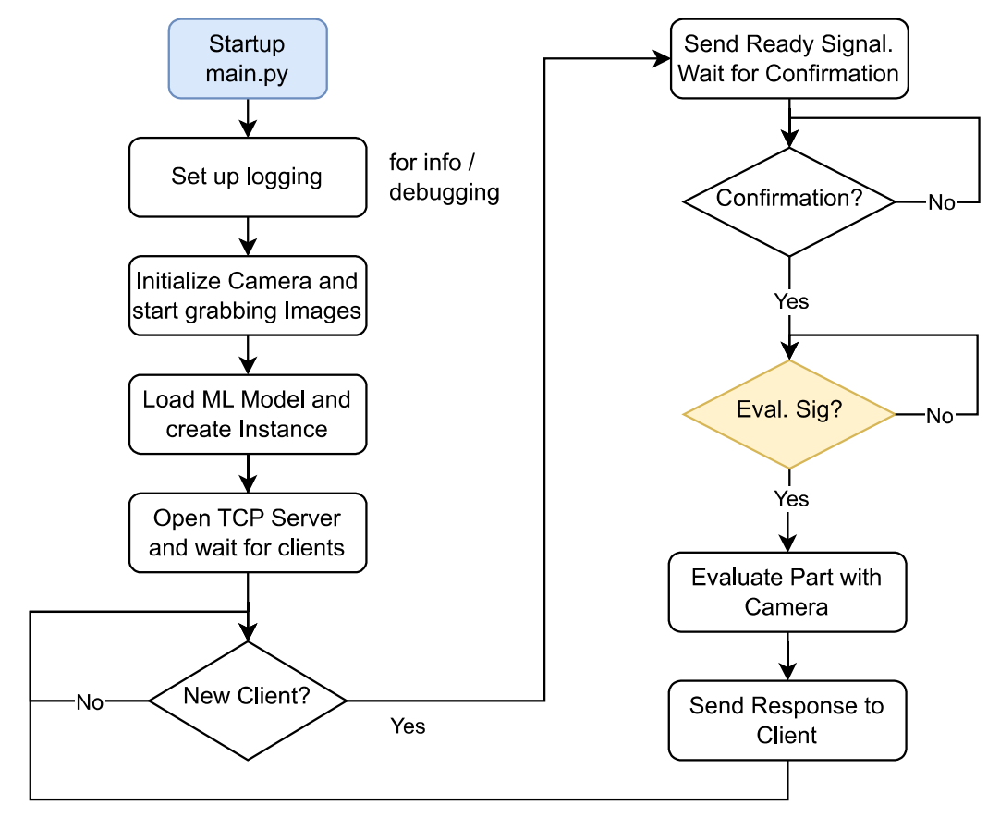 Startup
main.py
Set up logging
for info /
debugging
Initialize Camera and
start grabbing Images
Load ML Model and
create Instance
Open TCP Server
and wait for clients
New Client?
No
Yes
Send Ready Signal.
Wait for Confirmation
Confirmation?
No
Yes
Eval. Sig?
No
Yes
Evaluate Part with
Camera
Send Response to
Client